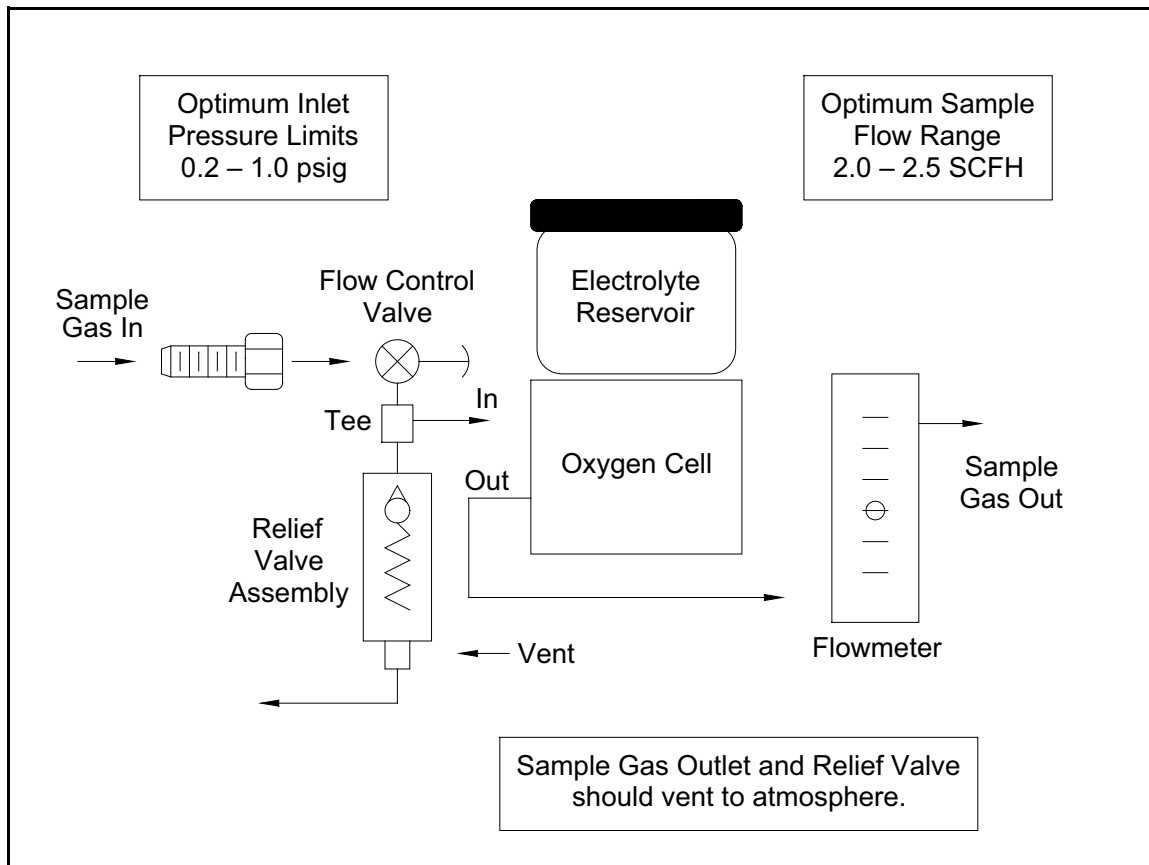 Optimum Inlet
Pressure Limits
0.2 – 1.0 psig
Optimum Sample
Flow Range
2.0 – 2.5 SCFH
Sample
Gas In
Flow Control
Valve
Electrolyte
Reservoir
Tee
In
Oxygen Cell
Out
Sample
Gas Out
Relief
Valve
Assembly
Vent
Flowmeter
Sample Gas Outlet and Relief Valve
should vent to atmosphere.